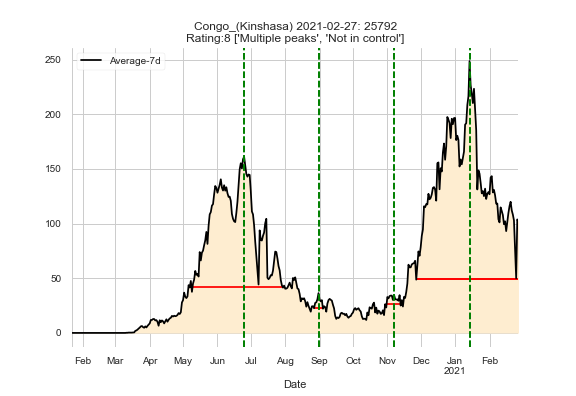 Congo_(Kinshasa) 2021-02-27: 25792
Rating:8 ['Multiple peaks', 'Not in control']
Average-7d
250
200
150
100
50
0
Feb Mar Apr May Jun Jul Aug Sep Oct Nov Dec Jan Feb
2021
Date